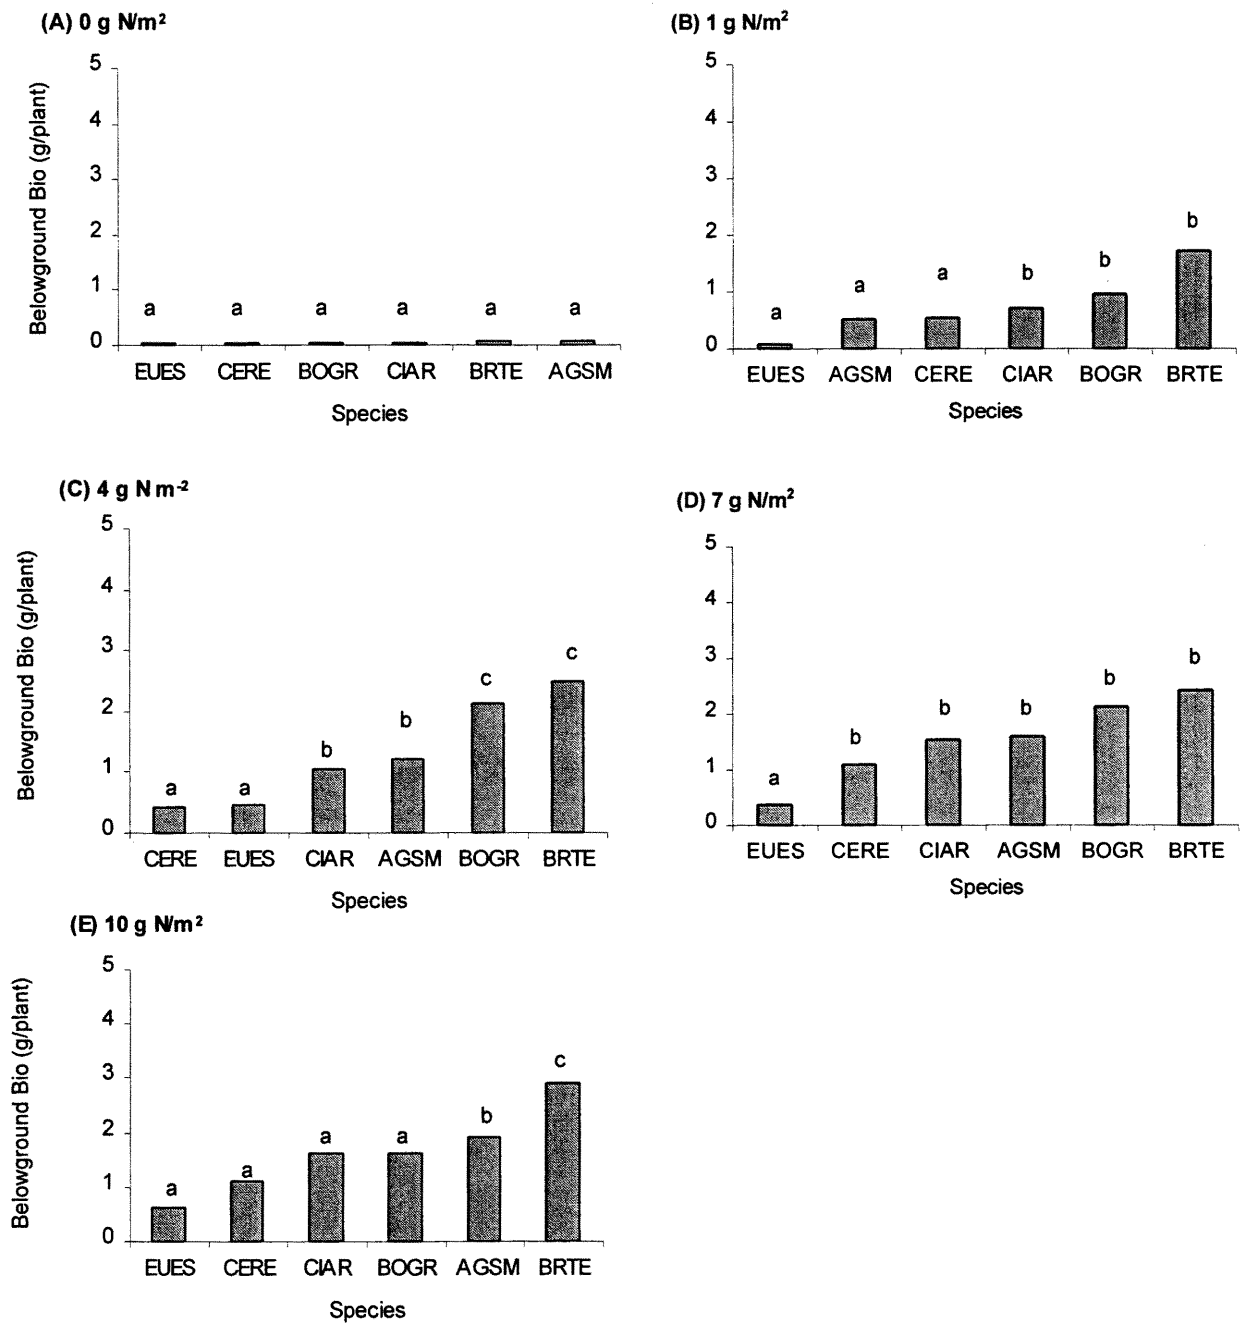 (A) 0 g N/m²
Belowground Bio (g/plant)
5
4
3
2
1
0
a a a a a a
EUES CERE BOGR CIAR BRTE AGSM
Species
(B) 1 g N/m²
5
4
3
2
1
0
a a a b b b
EUES AGSM CERE CIAR BOGR BRTE
Species
(C) 4 g N m⁻²
Belowground Bio (g/plant)
5
4
3
2
1
0
a a b b c c
CERE EUES CIAR AGSM BOGR BRTE
Species
(D) 7 g N/m²
5
4
3
2
1
0
a b b b b b
EUES CERE CIAR AGSM BOGR BRTE
Species
(E) 10 g N/m²
Belowground Bio (g/plant)
5
4
3
2
1
0
a a a a b c
EUES CERE CIAR BOGR AGSM BRTE
Species